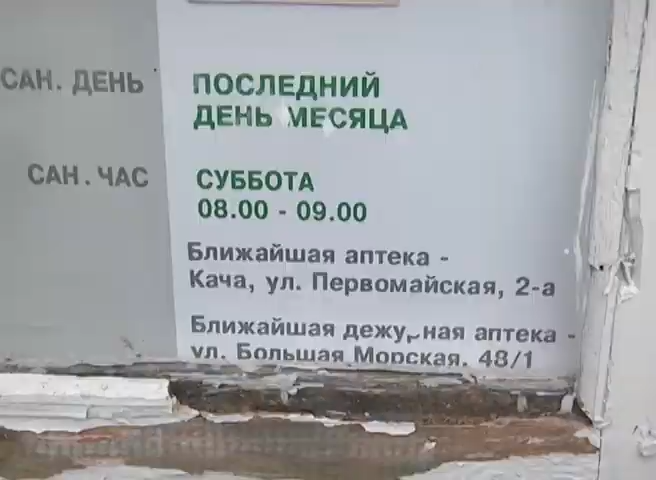 САН. ДЕНЬ ПОСЛЕДНИЙ
ДЕНЬ МЕСЯЦА
САН. ЧАС СУББОТА
08.00 - 09.00
Ближайшая аптека -
Кача, ул. Первомайская, 2-а
Ближайшая дежурная аптека -
ул. Большая Морская, 48/1